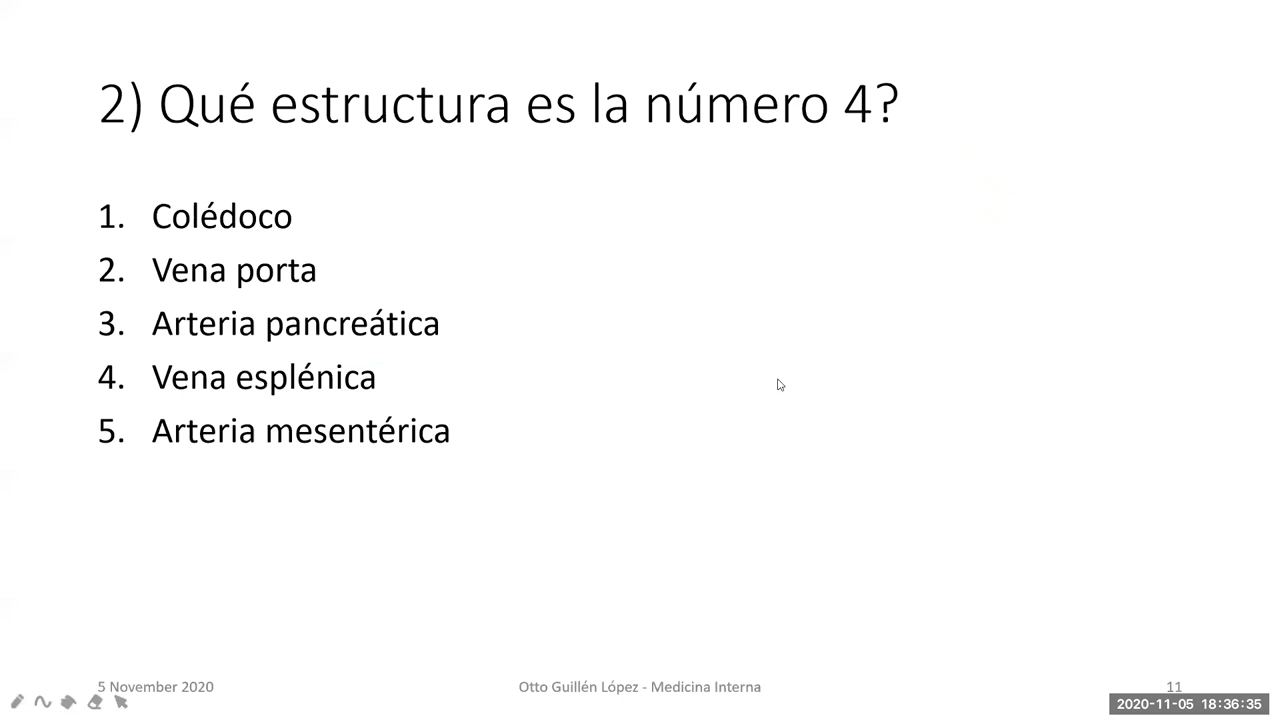 2) Qué estructura es la número 4?
1. Colédoco
2. Vena porta
3. Arteria pancreática
4. Vena esplénica
5. Arteria mesentérica
5 November 2020
Otto Guillén López - Medicina Interna
11
2020-11-05 18:36:35